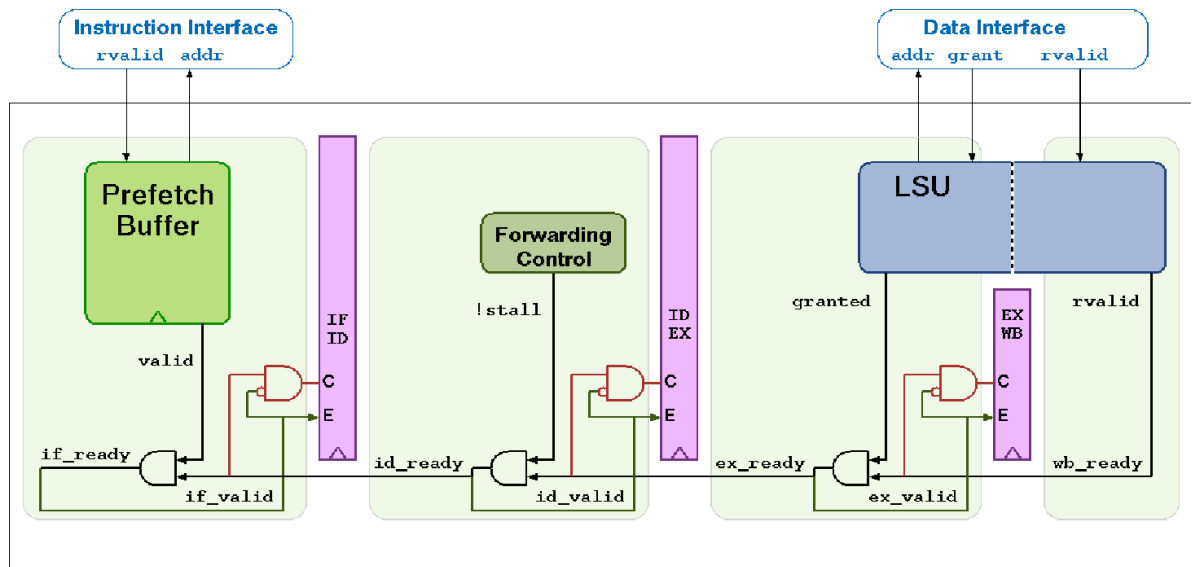 Instruction Interface
rvalid addr
Data Interface
addr grant rvalid
Prefetch
Buffer
LSU
Forwarding
Control
IF
ID
ID
EX
EX
WB
valid
!stall
granted
rvalid
C
E
C
E
C
E
if_ready
if_valid
id_ready
id_valid
ex_ready
ex_valid
wb_ready